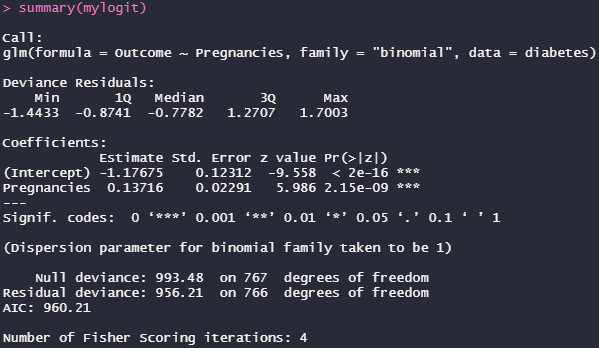 > summary(mylogit)
Call:
glm(formula = Outcome ~ Pregnancies, family = "binomial", data = diabetes)
Deviance Residuals:
    Min      1Q  Median      3Q     Max
-1.4433 -0.8741 -0.7782  1.2707  1.7003
Coefficients:
            Estimate Std. Error z value Pr(>|z|)
(Intercept) -1.17675    0.12312  -9.558  < 2e-16 ***
Pregnancies  0.13716    0.02291   5.986 2.15e-09 ***
---
Signif. codes:  0 ‘***’ 0.001 ‘**’ 0.01 ‘*’ 0.05 ‘.’ 0.1 ‘ ’ 1
(Dispersion parameter for binomial family taken to be 1)
    Null deviance: 993.48  on 767  degrees of freedom
Residual deviance: 956.21  on 766  degrees of freedom
AIC: 960.21
Number of Fisher Scoring iterations: 4